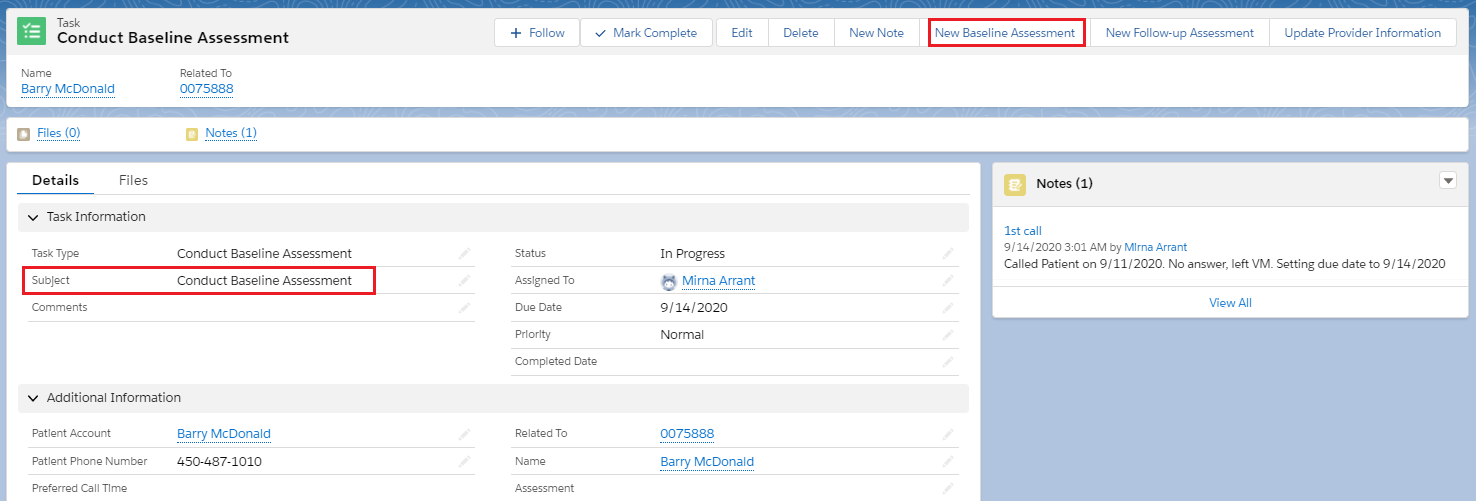 Task
Conduct Baseline Assessment
Follow Mark Complete Edit Delete New Note New Baseline Assessment New Follow-up Assessment Update Provider Information
Name Related To
Barry McDonald 0075888
Files (0) Notes (1)
Details Files
Task Information
Task Type Conduct Baseline Assessment
Subject Conduct Baseline Assessment
Comments
Status In Progress
Assigned To Mirna Arrant
Due Date 9/14/2020
Priority Normal
Completed Date
Additional Information
Patient Account Barry McDonald
Patient Phone Number 450-487-1010
Preferred Call Time
Related To 0075888
Name Barry McDonald
Assessment
Notes (1)
1st call
9/14/2020 3:01 AM by Mirna Arrant
Called Patient on 9/11/2020. No answer, left VM. Setting due date to 9/14/2020
View All